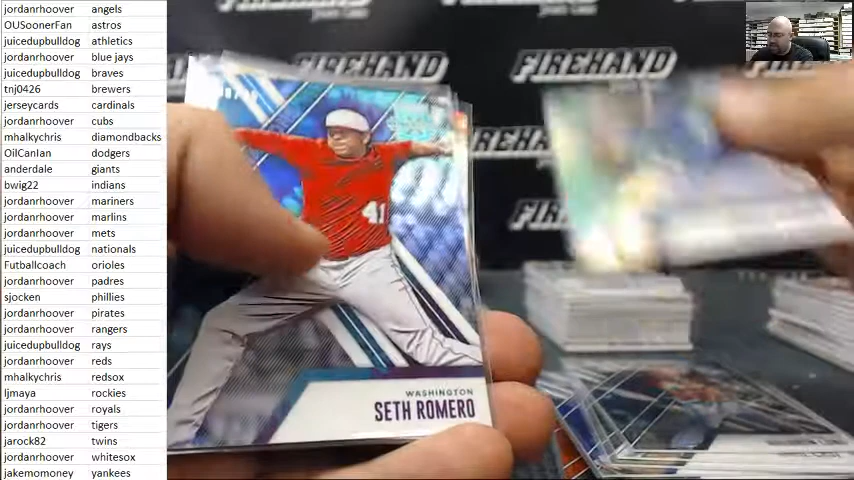 jordanrhoover angels
OUSoonerFan astros
juicedupbulldog athletics
jordanrhoover blue jays
juicedupbulldog braves
tnj0426 brewers
jerseycards cardinals
jordanrhoover cubs
mhalkychris diamondbacks
OilCanIan dodgers
anderdale giants
bwig22 indians
jordanrhoover mariners
jordanrhoover marlins
jordanrhoover mets
juicedupbulldog nationals
Futballcoach orioles
jordanrhoover padres
sjocken phillies
jordanrhoover pirates
jordanrhoover rangers
juicedupbulldog rays
jordanrhoover reds
mhalkychris redsox
ljmaya rockies
jordanrhoover royals
jordanrhoover tigers
jarock82 twins
jordanrhoover whitesox
jakemomoney yankees
FIREHAND
FIREHAND
FIREHAND
FIREHAND
41
WASHINGTON
SETH ROMERO